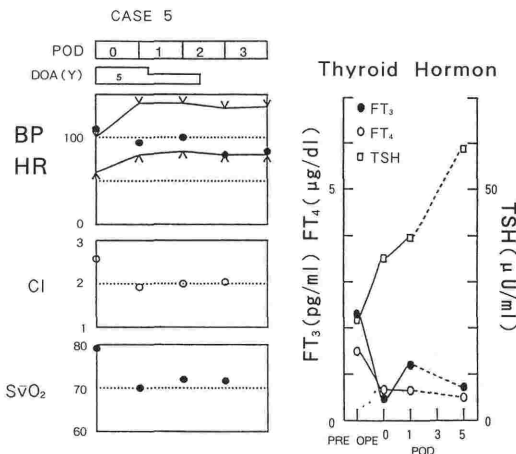 CASE 5
POD 0 1 2 3
DOA(Y) 5
BP
HR
100
0
CI
3
2
1
SvO₂
80
70
60
Thyroid Hormon
FT₃
FT₄
TSH
FT₃(pg/ml) FT₄(μg/dl)
5
0
TSH(μU/ml)
50
0
PRE OPE 0 1 3 5
POD